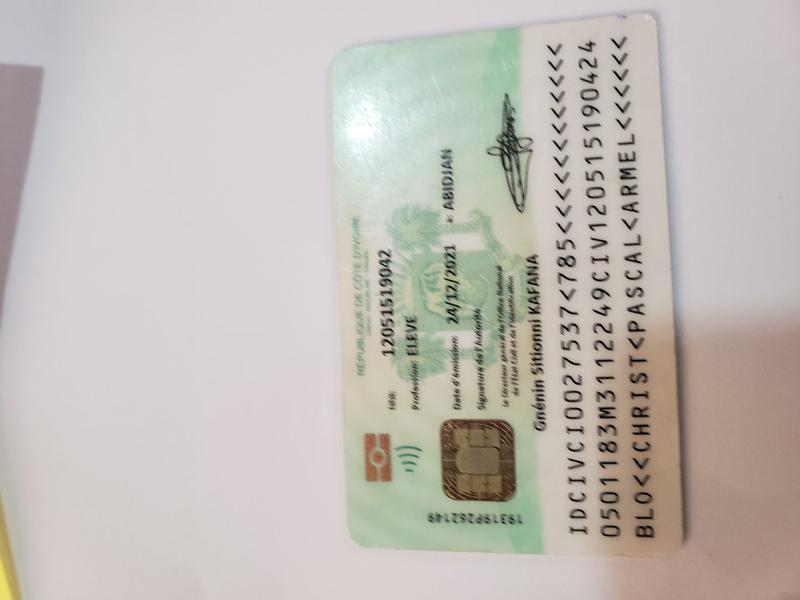 RÉPUBLIQUE DE CÔTE D'IVOIRE
NNI:
12051519042
Profession: ELEVE
Date d'émission: 24/12/2021 à: ABIDJAN
Signature de l'Autorité
Le Directeur général de l'Office National
de l'Etat Civil et de l'Identification
Gnénin Sitionni KAFANA
19319P262149
IDCIVCI0027537<785<<<<<<<<<<<<
0501183M3112249CIV120515190424
BLO<<CHRIST<PASCAL<ARMEL<<<<<<